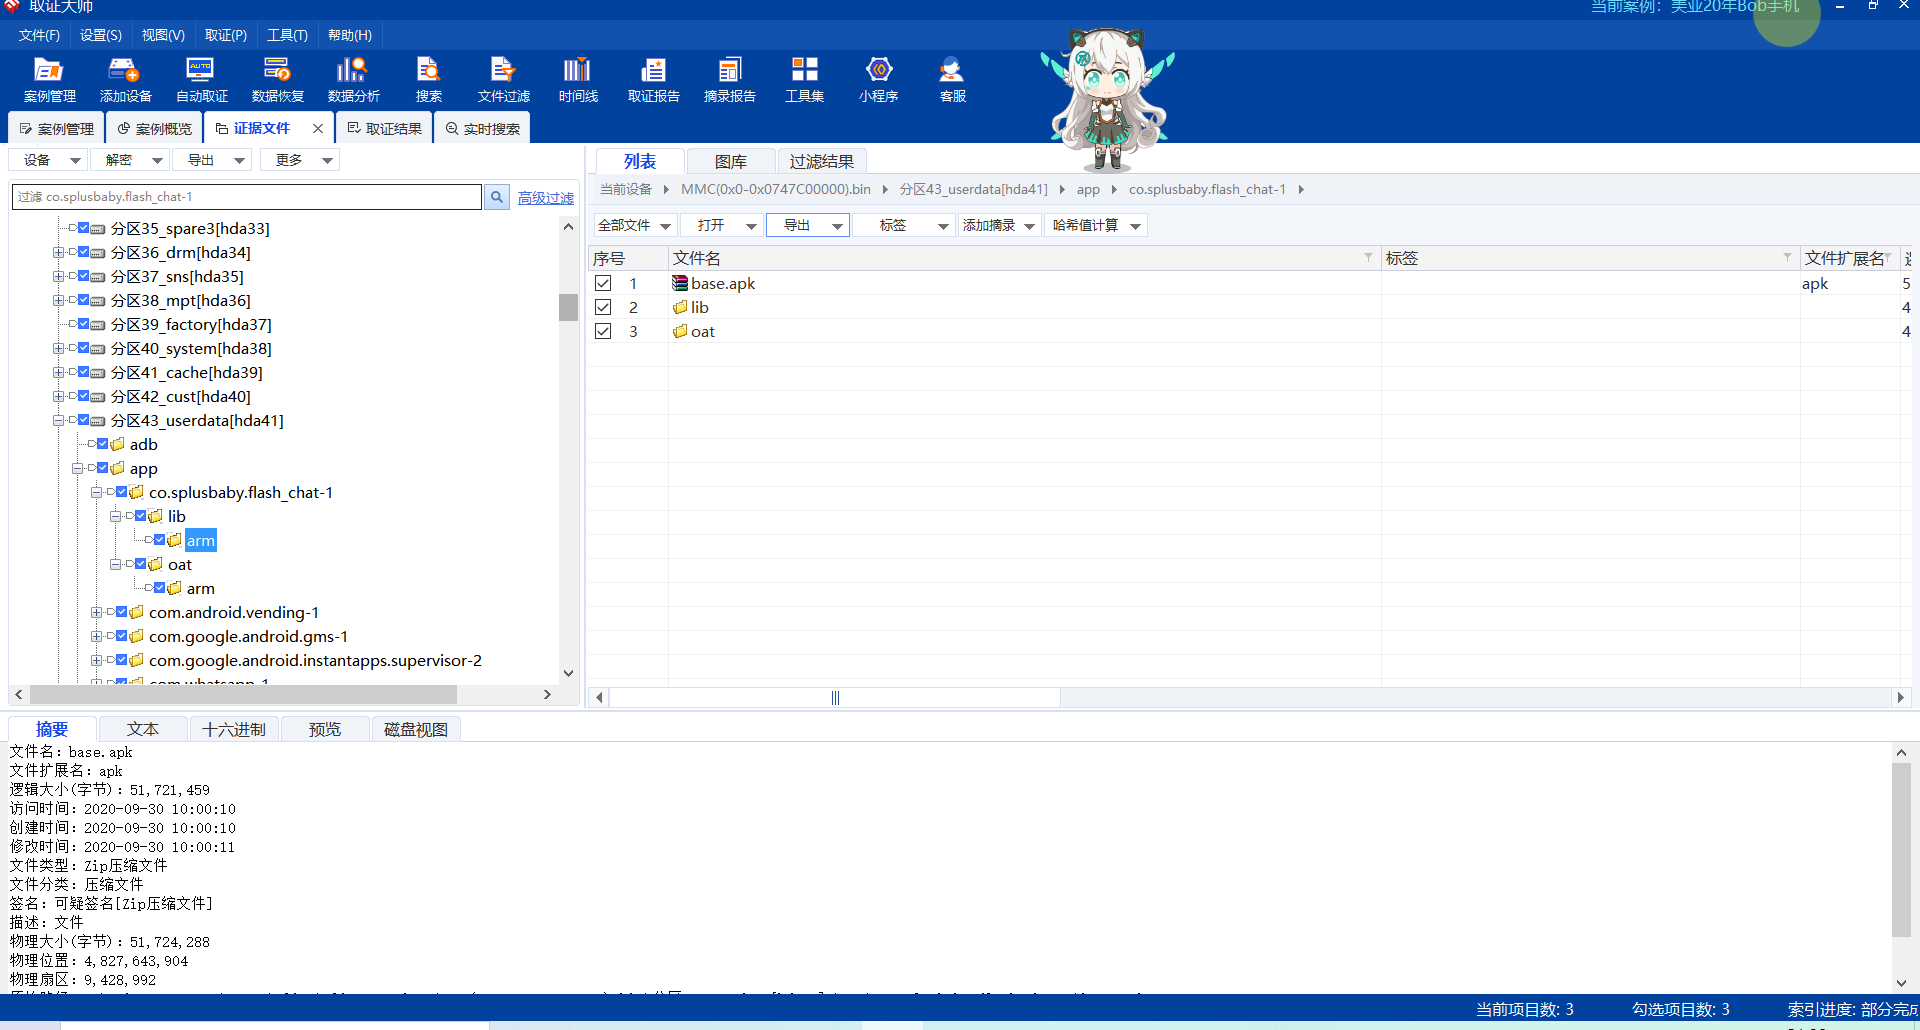 取证大师
当前案例：美亚20年Bob手机
文件(F) 设置(S) 视图(V) 取证(P) 工具(T) 帮助(H)
案例管理 添加设备 自动取证 数据恢复 数据分析 搜索 文件过滤 时间线 取证报告 摘录报告 工具集 小程序 客服
案例管理 案例概览 证据文件 取证结果 实时搜索
设备 解密 导出 更多
过滤 co.splusbaby.flash_chat-1
高级过滤
分区35_spare3[hda33]
分区36_drm[hda34]
分区37_sns[hda35]
分区38_mpt[hda36]
分区39_factory[hda37]
分区40_system[hda38]
分区41_cache[hda39]
分区42_cust[hda40]
分区43_userdata[hda41]
adb
app
co.splusbaby.flash_chat-1
lib
arm
oat
arm
com.android.vending-1
com.google.android.gms-1
com.google.android.instantapps.supervisor-2
com.whatsapp-1
列表 图库 过滤结果
当前设备 MMC(0x0-0x0747C00000).bin 分区43_userdata[hda41] app co.splusbaby.flash_chat-1
全部文件 打开 导出 标签 添加摘录 哈希值计算
序号 文件名 标签 文件扩展名
1 base.apk apk 5
2 lib 4
3 oat 4
摘要 文本 十六进制 预览 磁盘视图
文件名：base.apk
文件扩展名：apk
逻辑大小(字节)：51,721,459
访问时间：2020-09-30 10:00:10
创建时间：2020-09-30 10:00:10
修改时间：2020-09-30 10:00:11
文件类型：Zip压缩文件
文件分类：压缩文件
签名：可疑签名[Zip压缩文件]
描述：文件
物理大小(字节)：51,724,288
物理位置：4,827,643,904
物理扇区：9,428,992
当前项目数: 3 勾选项目数: 3 索引进度: 部分完成